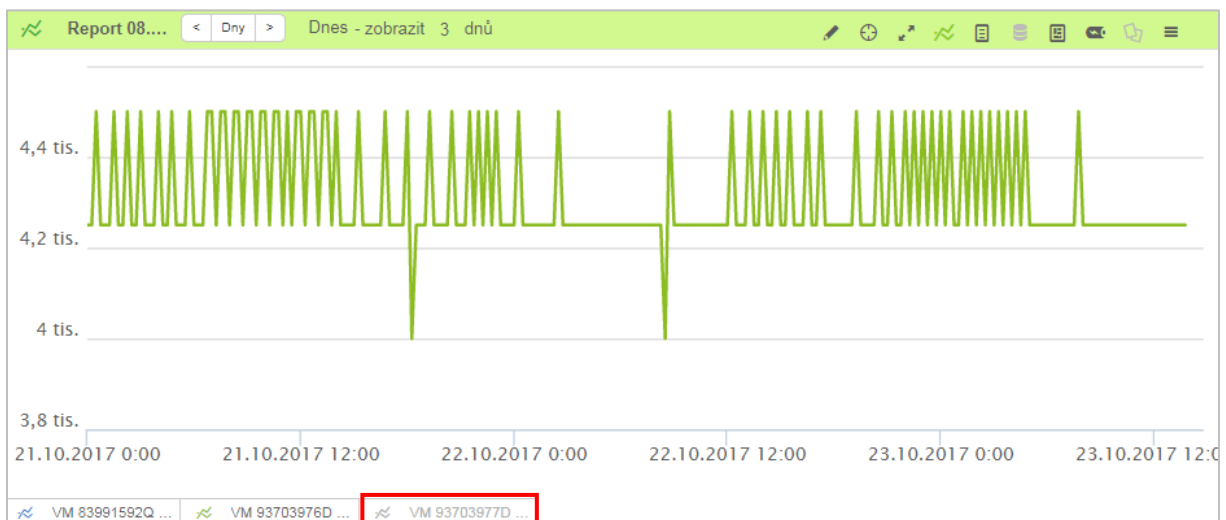 Report 08.... < Dny > Dnes - zobrazit 3 dnů
4,4 tis.
4,2 tis.
4 tis.
3,8 tis.
21.10.2017 0:00 21.10.2017 12:00 22.10.2017 0:00 22.10.2017 12:00 23.10.2017 0:00 23.10.2017 12:0
VM 83991592Q ... VM 93703976D ... VM 93703977D ...